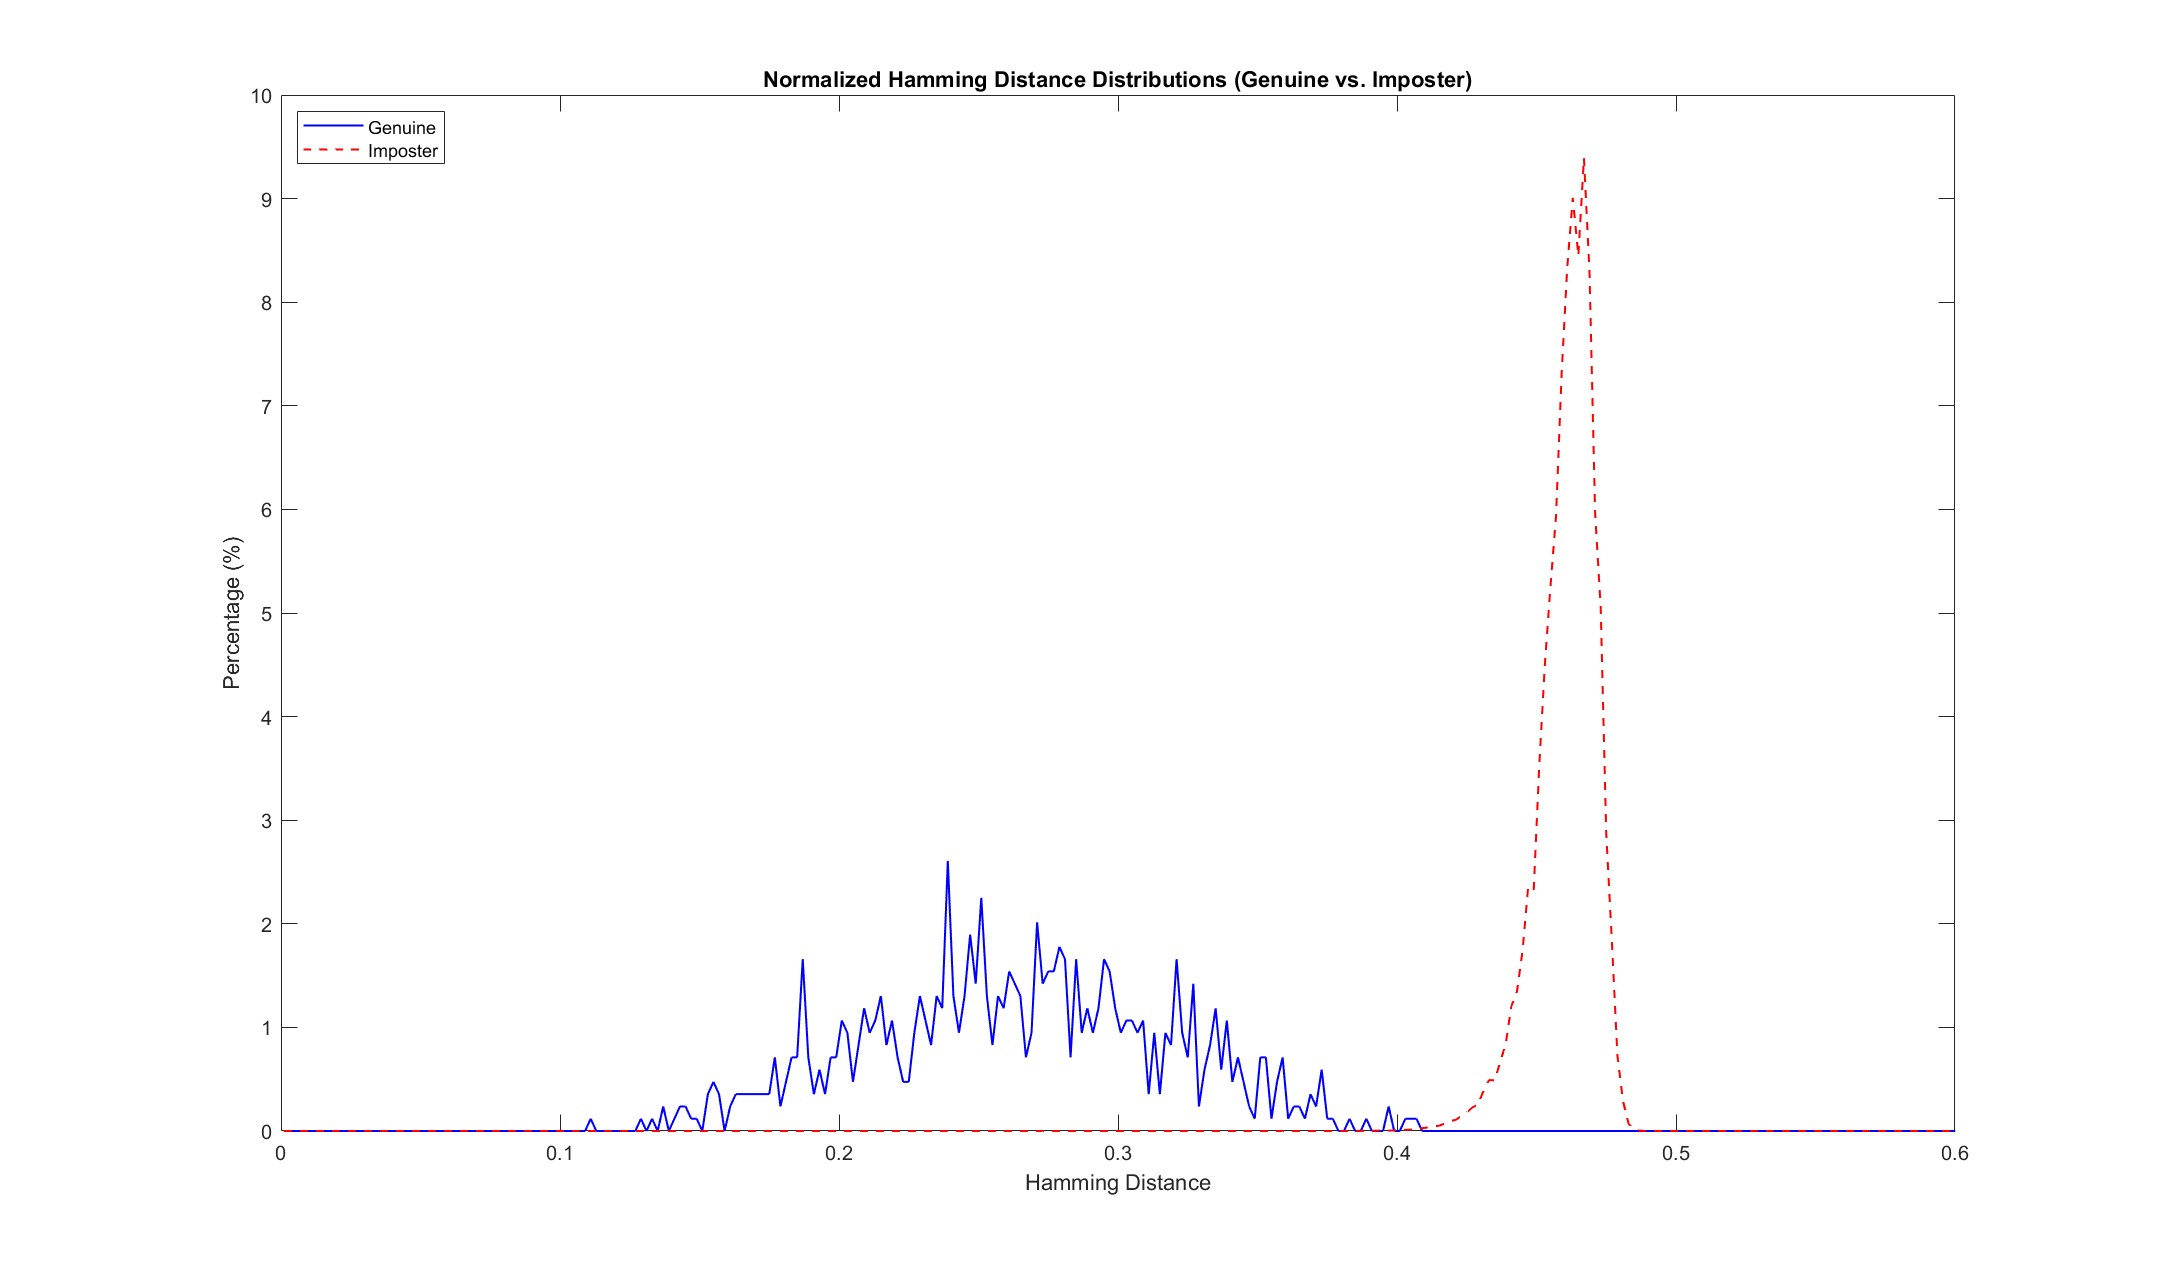 Normalized Hamming Distance Distributions (Genuine vs. Imposter)
Genuine
Imposter
10
9
8
7
6
5
4
3
2
1
0
Percentage (%)
0 0.1 0.2 0.3 0.4 0.5 0.6
Hamming Distance